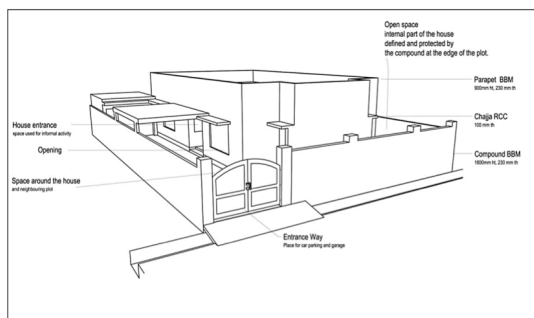 Open space
internal part of the house
defined and protected by
the compound at the edge of the plot.
Parapet BBM
900mm ht, 230 mm th
Chajja RCC
100 mm th
Compound BBM
1600mm ht, 230 mm th
House entrance
space used for informal activity
Opening
Space around the house
and neighbouring plot
Entrance Way
Place for car parking and garage